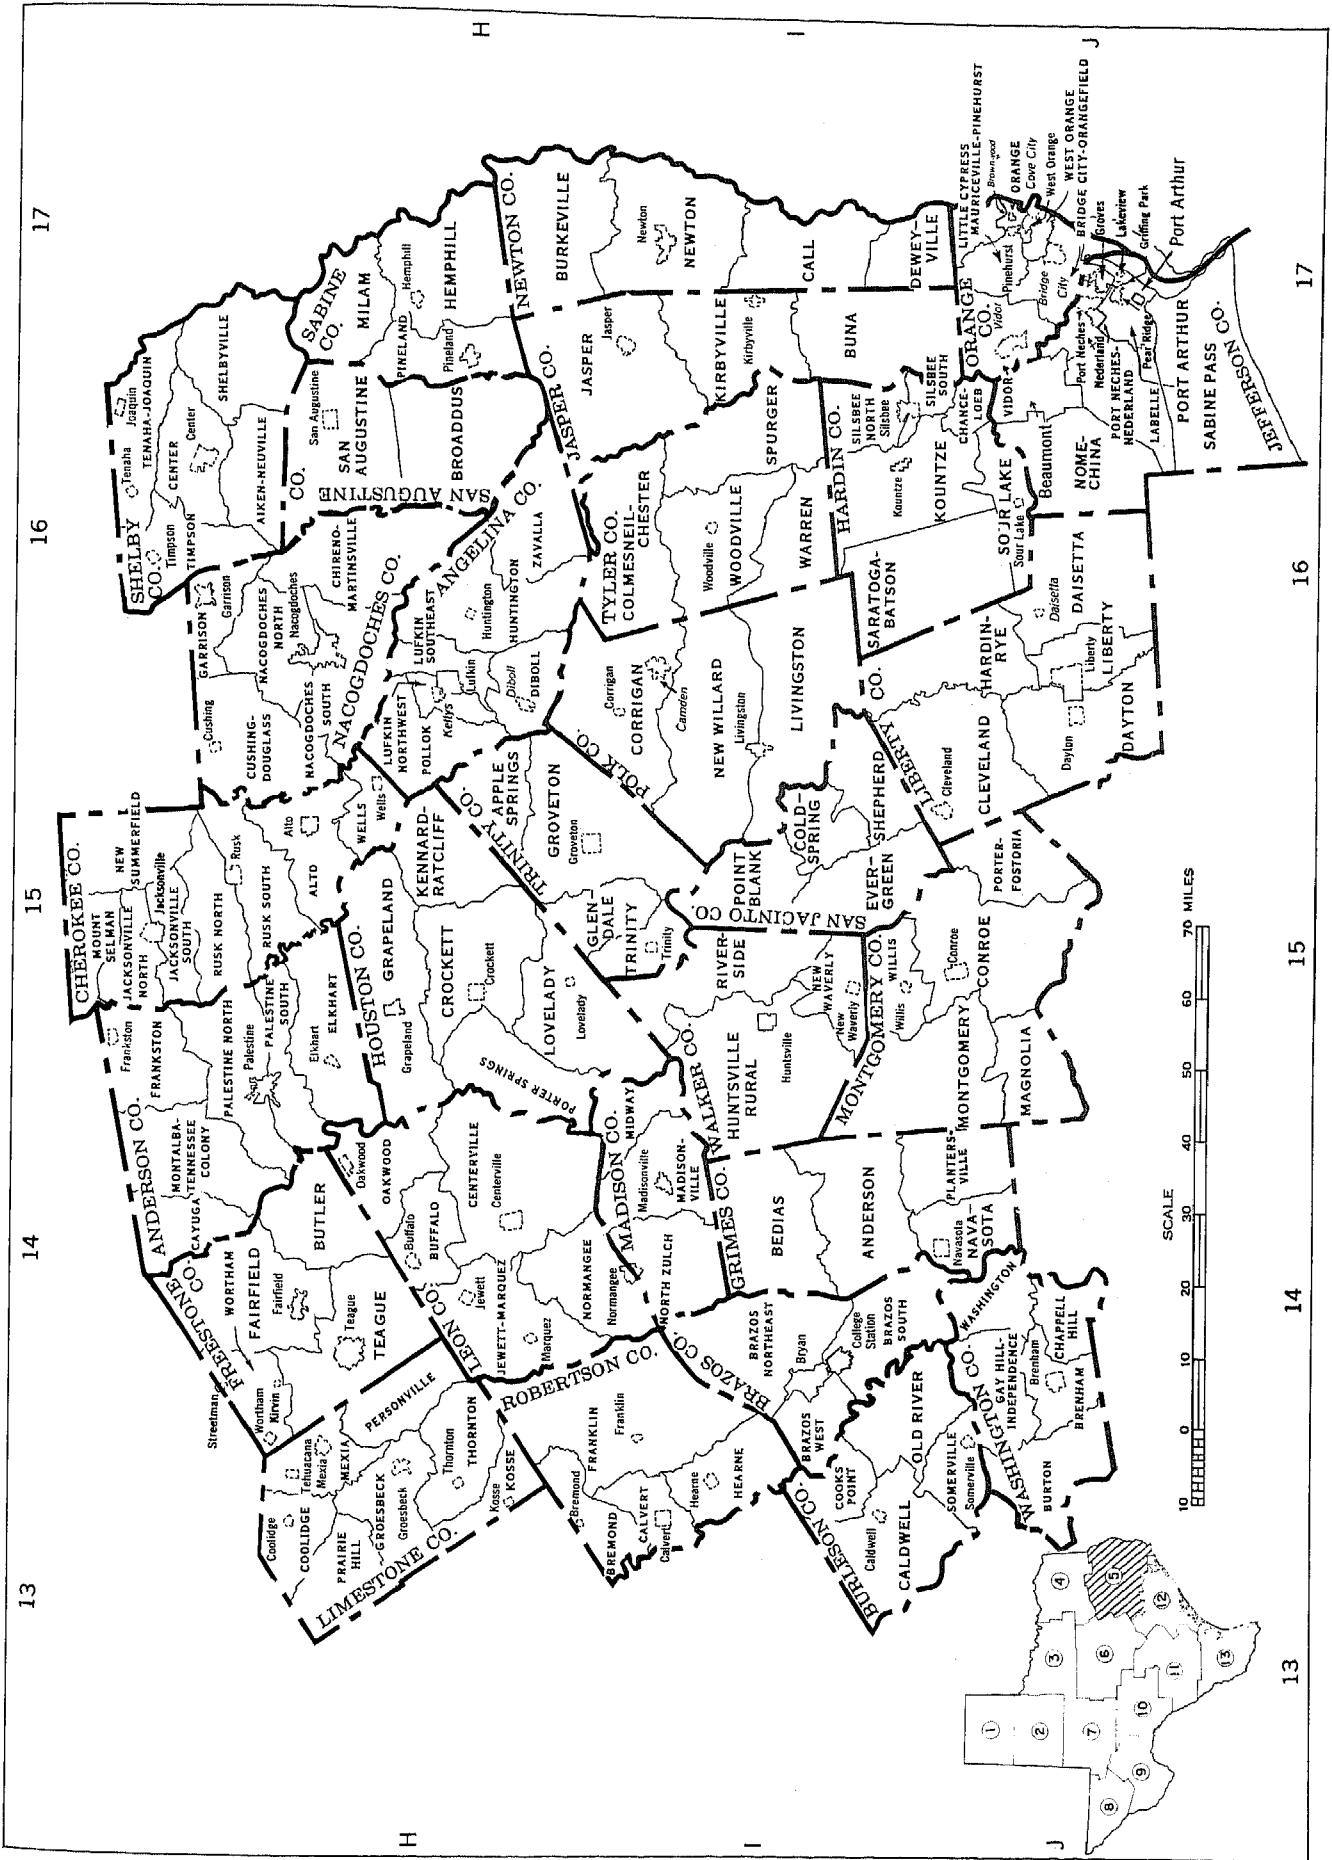 13
14
15
16
17
H
I
J
CHEROKEE CO.
MOUNT
SELMAN
NEW
SUMMERFIELD
JACKSONVILLE
NORTH
Jacksonville
JACKSONVILLE
SOUTH
RUSK NORTH
Rusk
RUSK SOUTH
Alto
ALTO
WELLS
Wells
ANDERSON CO.
Frankston
FRANKSTON
MONTALBA-
TENNESSEE
COLONY
CAYUGA
PALESTINE NORTH
Palestine
PALESTINE
SOUTH
Elkhart
ELKHART
FREESTONE CO.
Streetman
WORTHAM
Wortham
Kirvin
FAIRFIELD
Fairfield
BUTLER
Teague
TEAGUE
LIMESTONE CO.
Coolidge
COOLIDGE
Tehuacana
Mexia
MEXIA
PRAIRIE
HILL
GROESBECK
Groesbeck
PERSONVILLE
Thornton
THORNTON
Kosse
KOSSE
SHELBY
CO.
Tenaha
Joaquin
TENAHA-JOAQUIN
Timpson
TIMPSON
CENTER
Center
SHELBYVILLE
AIKEN-NEUVILLE
NACOGDOCHES CO.
GARRISON
Garrison
Cushing
CUSHING-
DOUGLASS
NACOGDOCHES
NORTH
Nacogdoches
NACOGDOCHES
SOUTH
CHIRENO-
MARTINSVILLE
SAN AUGUSTINE
CO.
San Augustine
SAN
AUGUSTINE
BROADDUS
SABINE
CO.
MILAM
Hemphill
HEMPHILL
PINELAND
Pineland
ANGELINA CO.
LUFKIN
NORTHWEST
POLLOK
Kellys
LUFKIN
SOUTHEAST
Lufkin
Huntington
HUNTINGTON
ZAVALLA
Diboll
DIBOLL
HOUSTON CO.
GRAPELAND
Grapeland
KENNARD-
RATCLIFF
CROCKETT
Crockett
LOVELADY
Lovelady
PORTER SPRINGS
LEON CO.
Oakwood
OAKWOOD
Buffalo
BUFFALO
CENTERVILLE
Centerville
Jewett
JEWETT-MARQUEZ
Marquez
NORMANGEE
Normangee
TRINITY CO.
APPLE
SPRINGS
GROVETON
Groveton
GLEN-
DALE
TRINITY
Trinity
ROBERTSON CO.
Bremond
BREMOND
FRANKLIN
Franklin
CALVERT
Calvert
Hearne
HEARNE
MADISON CO.
MIDWAY
Madisonville
MADISON-
VILLE
NORTH ZULCH
NEWTON CO.
BURKEVILLE
Newton
NEWTON
CALL
DEWEY-
VILLE
JASPER CO.
JASPER
Jasper
KIRBYVILLE
Kirbyville
BUNA
TYLER CO.
COLMESNEIL-
CHESTER
Woodville
WOODVILLE
SPURGER
WARREN
POLK CO.
Corrigan
CORRIGAN
Camden
NEW WILLARD
Livingston
LIVINGSTON
WALKER CO.
RIVER-
SIDE
HUNTSVILLE
RURAL
Huntsville
NEW
WAVERLY
New
Waverly
SAN JACINTO CO.
POINT
BLANK
COLD-
SPRING
EVER-
GREEN
SHEPHERD
GRIMES CO.
BEDIAS
ANDERSON
PLANTERS-
VILLE
Navasota
NAVA-
SOTA
BRAZOS CO.
BRAZOS
NORTHEAST
Bryan
College
Station
BRAZOS
SOUTH
BRAZOS
WEST
BURLESON CO.
COOKS
POINT
Caldwell
CALDWELL
OLD RIVER
SOMERVILLE
Somerville
WASHINGTON CO.
WASHINGTON
GAY HILL-
INDEPENDENCE
Brenham
CHAPPELL
HILL
BRENHAM
BURTON
MONTGOMERY CO.
WILLIS
Willis
Conroe
CONROE
MONTGOMERY
MAGNOLIA
PORTER-
FOSTORIA
LIBERTY
CO.
Cleveland
CLEVELAND
HARDIN-
RYE
Daisetta
DAISETTA
Liberty
LIBERTY
Dayton
DAYTON
HARDIN CO.
SARATOGA-
BATSON
Kountze
KOUNTZE
SILSBEE
NORTH
Silsbee
SILSBEE
SOUTH
CHANCE-
LOEB
SOUR LAKE
Sour Lake
ORANGE
CO.
LITTLE CYPRESS
MAURICEVILLE-PINEHURST
Brownwood
ORANGE
Cove City
West Orange
WEST ORANGE
BRIDGE CITY-ORANGEFIELD
Pinehurst
Bridge
City
Vidor
VIDOR
Groves
Lakeview
Griffing Park
Port Arthur
Port Neches
Nederland
PORT NECHES-
NEDERLAND
Pear Ridge
Beaumont
NOME-
CHINA
LABELLE
PORT ARTHUR
SABINE PASS
JEFFERSON CO.
SCALE
10 0 10 20 30 40 50 60 70 MILES
1
2
3
4
5
6
7
8
9
10
11
12
13
H
I
J
13
14
15
16
17